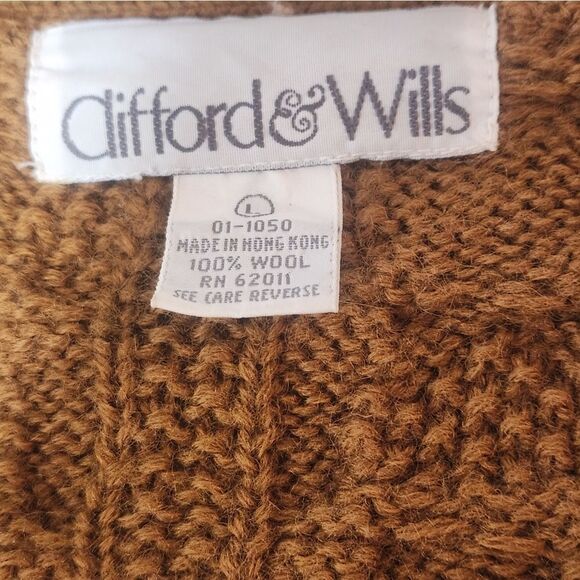 Clifford & Wills
L
01-1050
MADE IN HONG KONG
100% WOOL
RN 62011
SEE CARE REVERSE